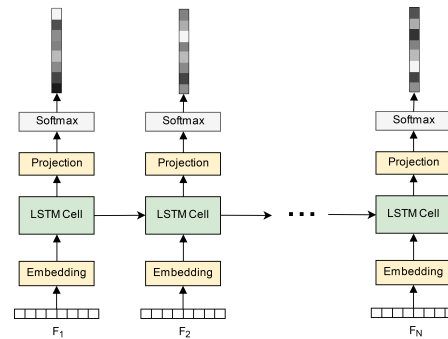 Softmax Softmax Softmax
Projection Projection Projection
LSTM Cell LSTM Cell ... LSTM Cell
Embedding Embedding Embedding
F1 F2 FN